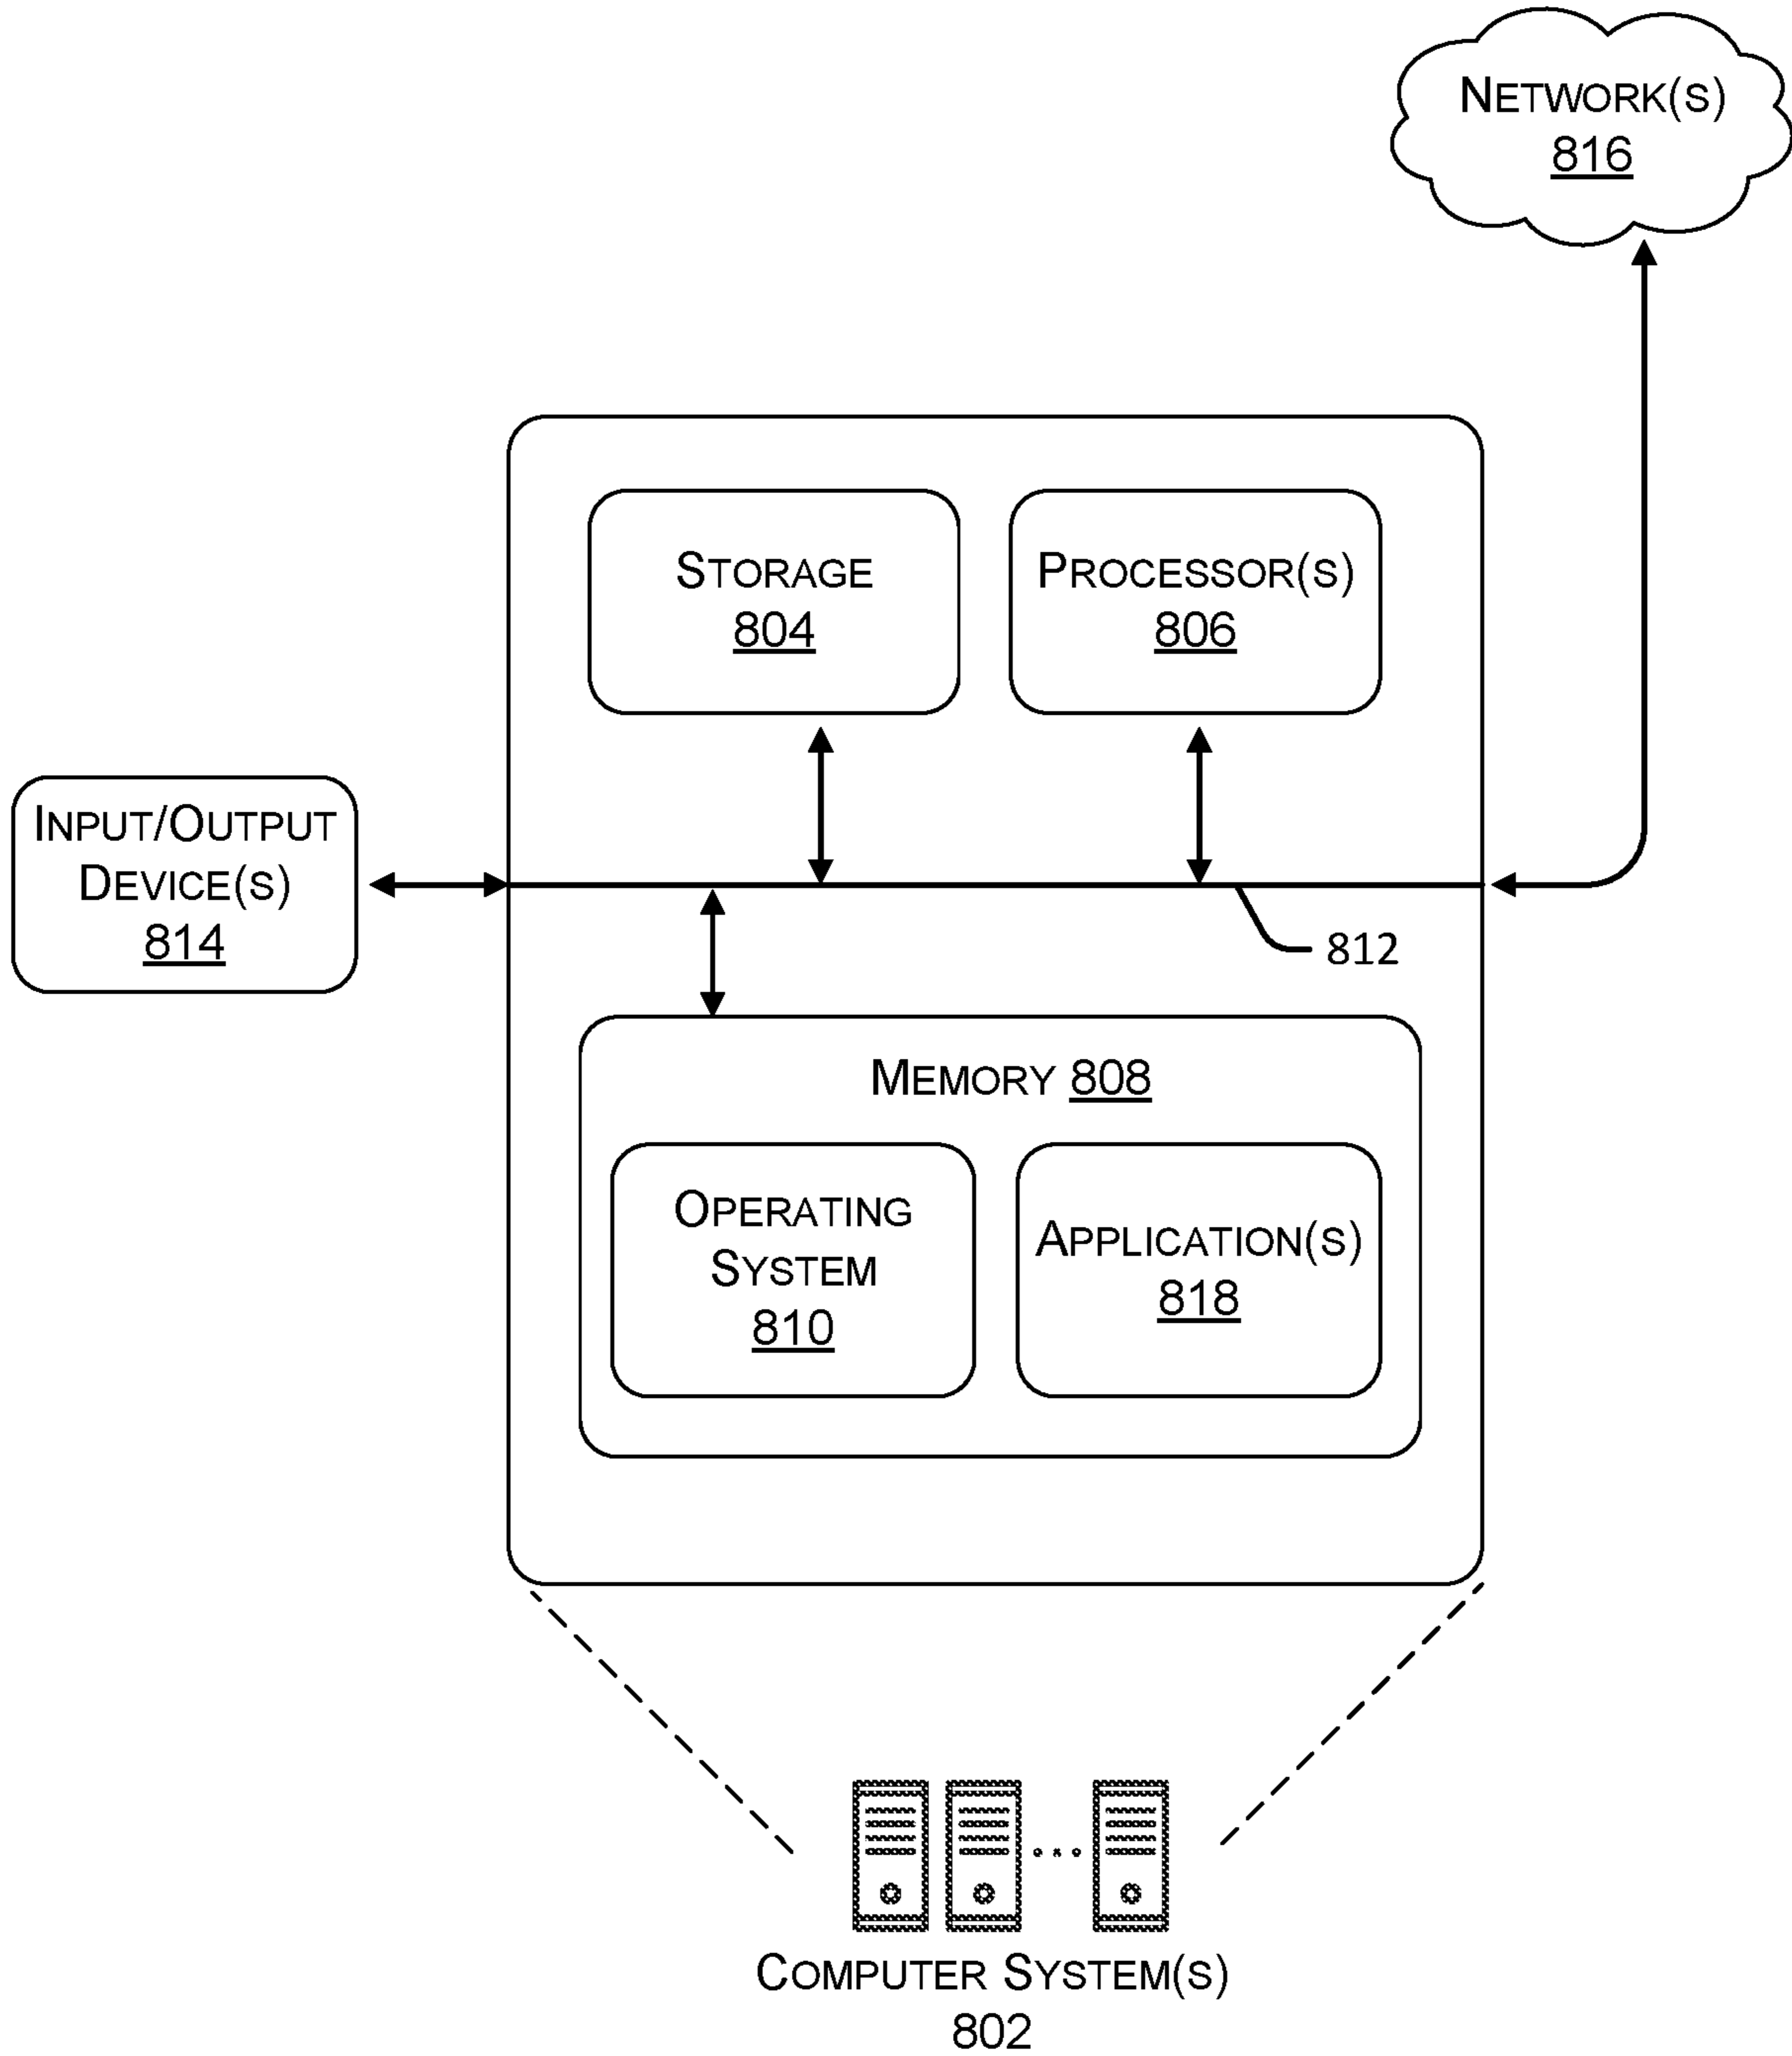 NETWORK(S)
816
STORAGE
804
PROCESSOR(S)
806
INPUT/OUTPUT
DEVICE(S)
814
812
MEMORY 808
OPERATING
SYSTEM
810
APPLICATION(S)
818
COMPUTER SYSTEM(S)
802